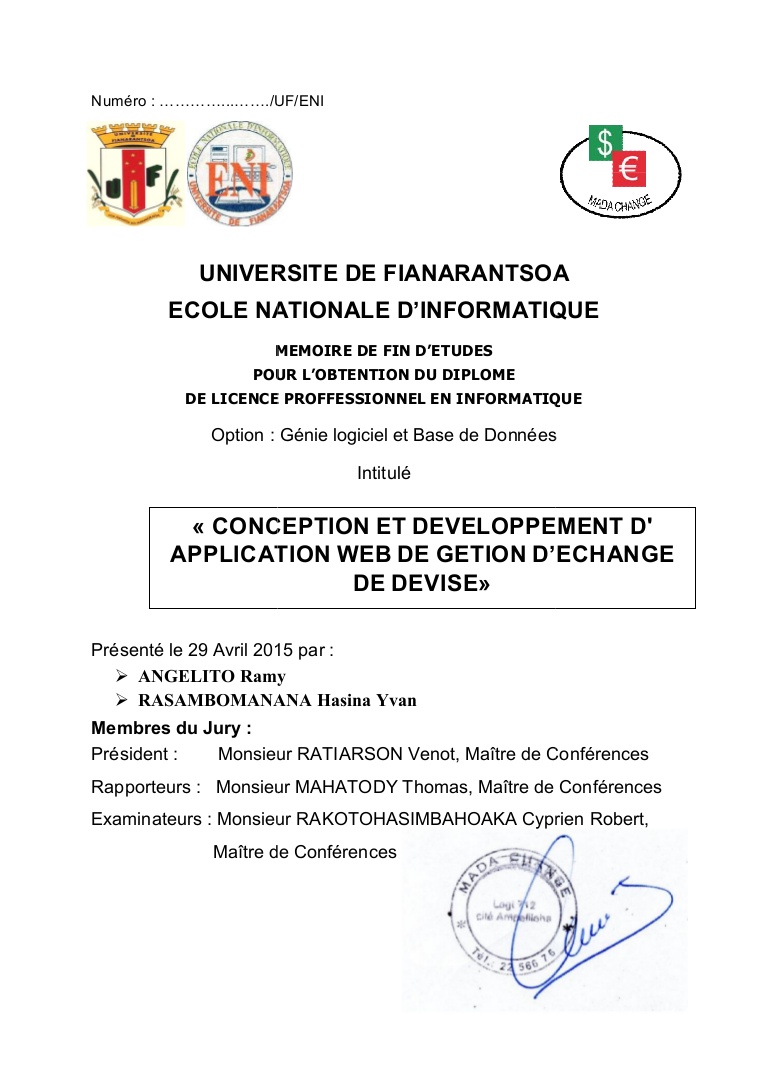 Numéro : …………...……./UF/ENI
UNIVERSITE DE FIANARANTSOA
U F
ECOLE NATIONALE D'INFORMATIQUE
ENI
UNIVERSITE DE FIANARANTSOA
$
€
MADA CHANGE
UNIVERSITE DE FIANARANTSOA
ECOLE NATIONALE D’INFORMATIQUE
MEMOIRE DE FIN D’ETUDES
POUR L’OBTENTION DU DIPLOME
DE LICENCE PROFFESSIONNEL EN INFORMATIQUE
Option : Génie logiciel et Base de Données
Intitulé
« CONCEPTION ET DEVELOPPEMENT D'
APPLICATION WEB DE GETION D’ECHANGE
DE DEVISE»
Présenté le 29 Avril 2015 par :
➢ ANGELITO Ramy
➢ RASAMBOMANANA Hasina Yvan
Membres du Jury :
Président : Monsieur RATIARSON Venot, Maître de Conférences
Rapporteurs : Monsieur MAHATODY Thomas, Maître de Conférences
Examinateurs : Monsieur RAKOTOHASIMBAHOAKA Cyprien Robert,
Maître de Conférences
MADA CHANGE
Logt 712
Cité Ampefiloha
Tél.: 22 566 76